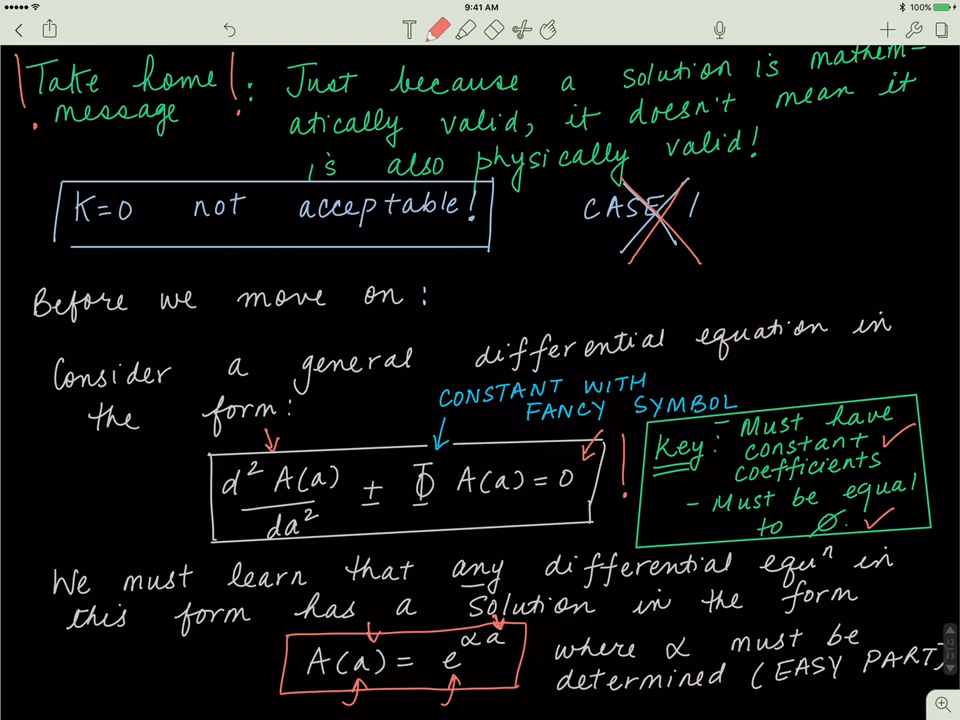 9:41 AM
100%
T
Take home message ! : Just because a solution is mathem-
atically valid, it doesn't mean it
is also physically valid!
K=0 not acceptable!
CASE 1
Before we move on:
Consider a general differential equation in
the form:
CONSTANT WITH
FANCY SYMBOL
d² A(a)/da² ± Φ A(a) = 0 !
Key: – Must have
constant ✓
coefficients
– Must be equal
to 0. ✓
We must learn that any differential equⁿ in
this form has a solution in the form
A(a) = e^αa
where α must be
determined (EASY PART)